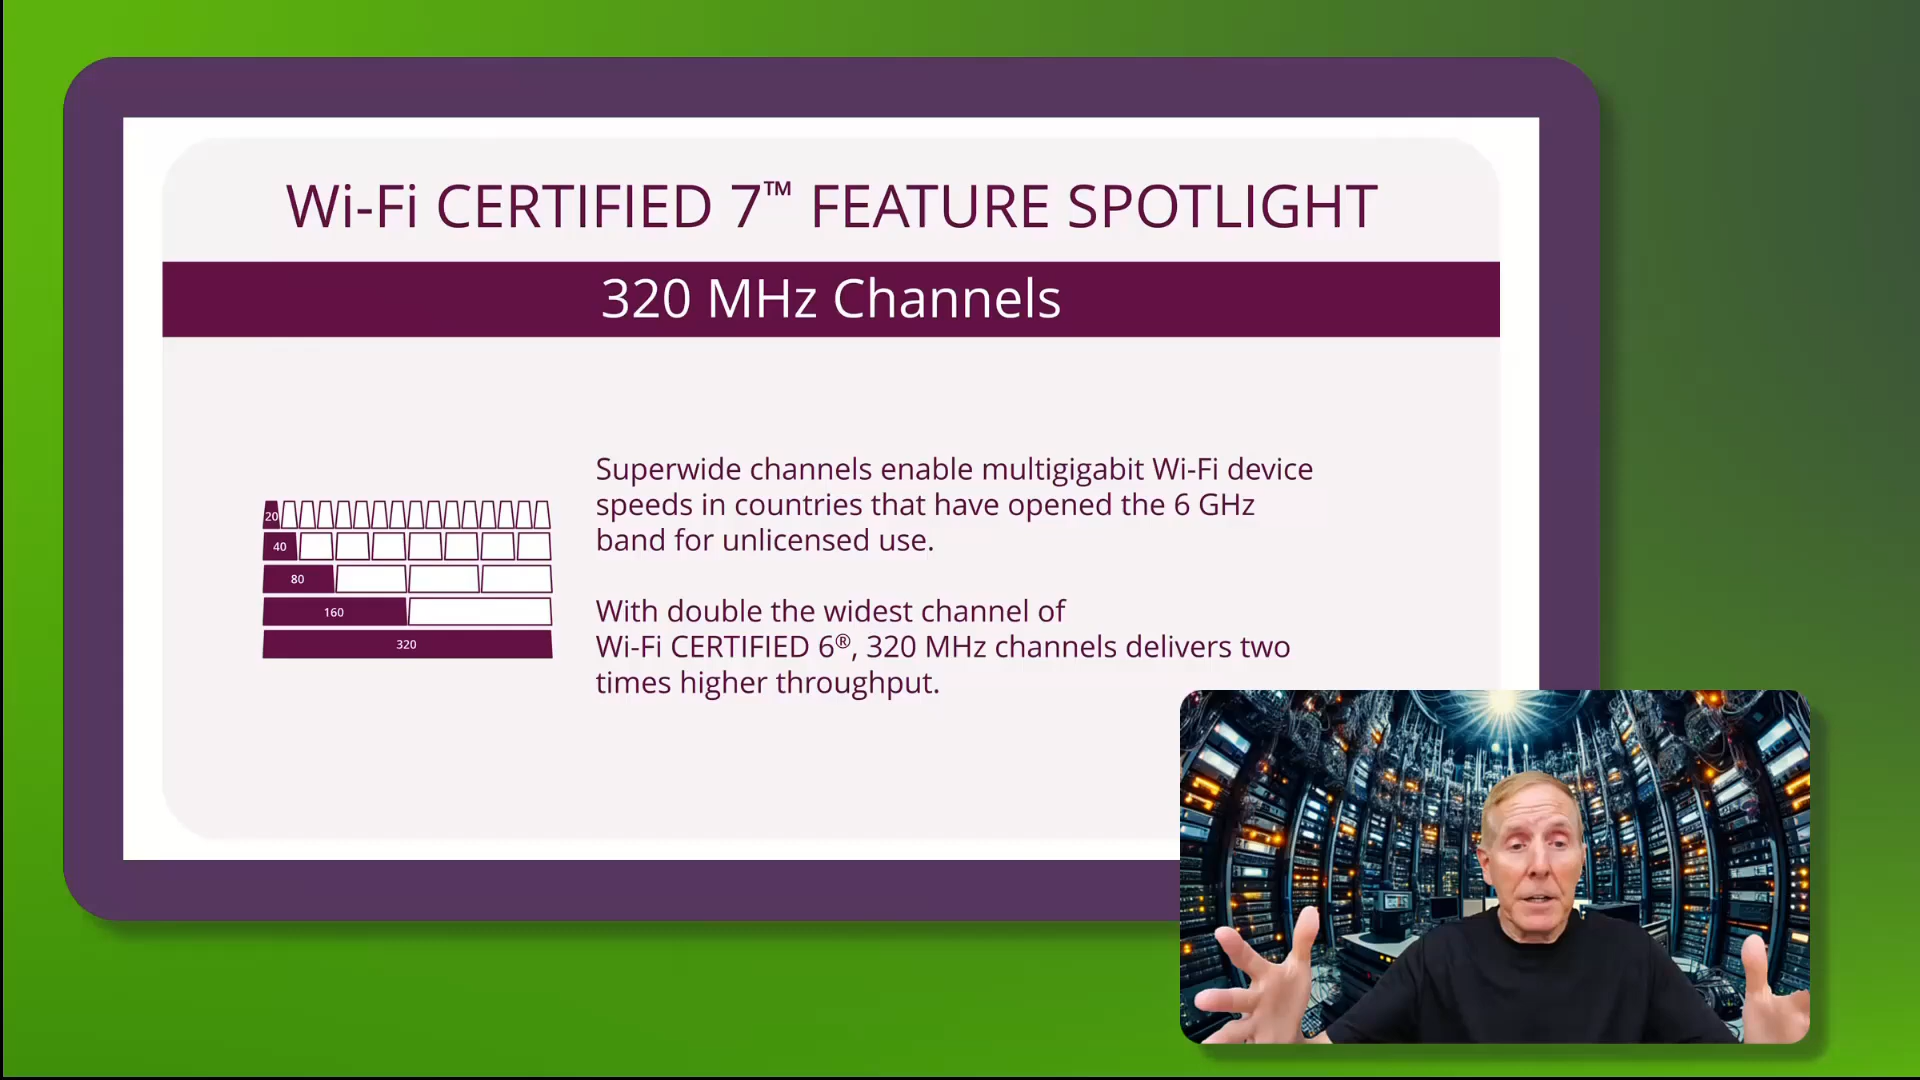 Wi-Fi CERTIFIED 7™ FEATURE SPOTLIGHT
320 MHz Channels
20
40
80
160
320
Superwide channels enable multigigabit Wi-Fi device
speeds in countries that have opened the 6 GHz
band for unlicensed use.
With double the widest channel of
Wi-Fi CERTIFIED 6®, 320 MHz channels delivers two
times higher throughput.